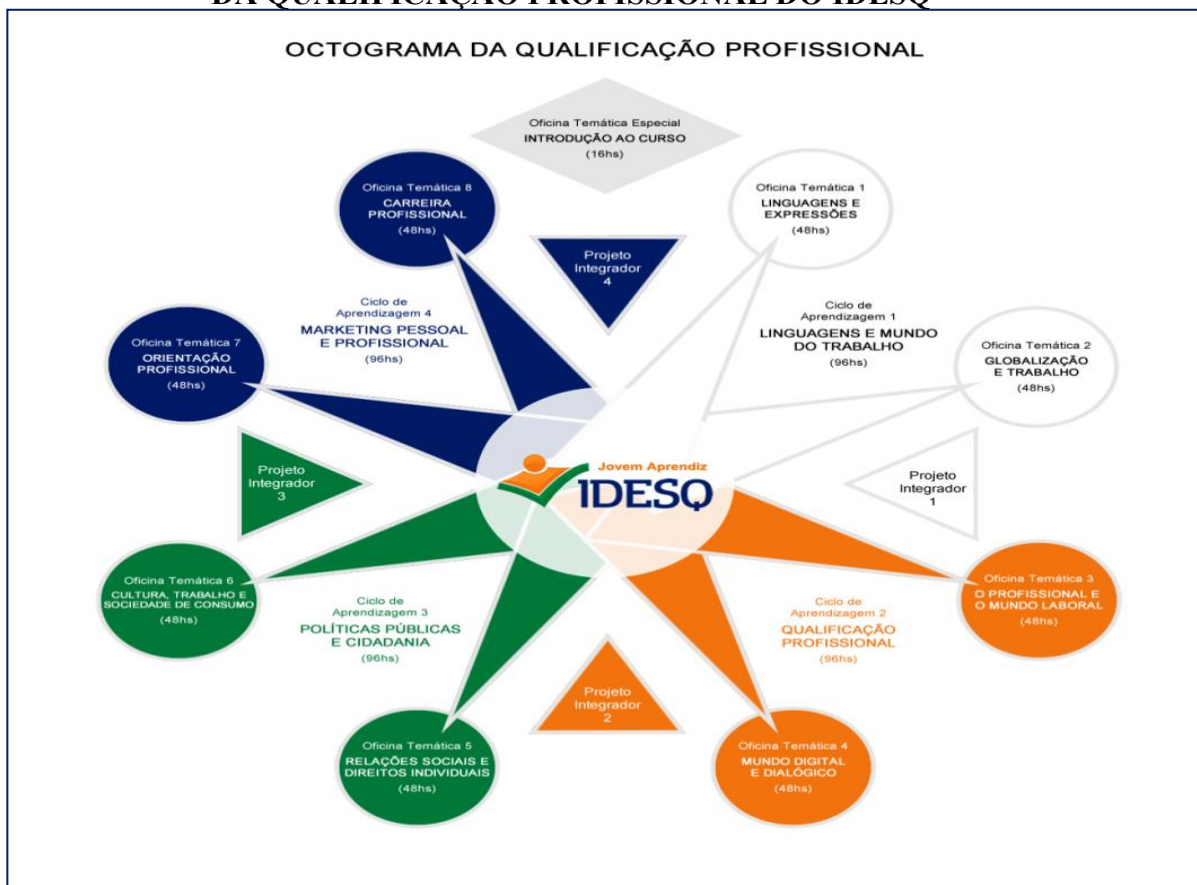 DA QUALIFICAÇÃO PROFISSIONAL DO IDESQ
OCTOGRAMA DA QUALIFICAÇÃO PROFISSIONAL
Oficina Temática Especial
INTRODUÇÃO AO CURSO
(16hs)
Oficina Temática 8
CARREIRA
PROFISSIONAL
(48hs)
Oficina Temática 1
LINGUAGENS E
EXPRESSÕES
(48hs)
Projeto
Integrador
4
Ciclo de
Aprendizagem 4
MARKETING PESSOAL
E PROFISSIONAL
(96hs)
Ciclo de
Aprendizagem 1
LINGUAGENS E MUNDO
DO TRABALHO
(96hs)
Oficina Temática 7
ORIENTAÇÃO
PROFISSIONAL
(48hs)
Oficina Temática 2
GLOBALIZAÇÃO
E TRABALHO
(48hs)
Projeto
Integrador
3
Jovem Aprendiz
IDESQ
Projeto
Integrador
1
Oficina Temática 6
CULTURA, TRABALHO E
SOCIEDADE DE CONSUMO
(48hs)
Ciclo de
Aprendizagem 3
POLÍTICAS PÚBLICAS
E CIDADANIA
(96hs)
Ciclo de
Aprendizagem 2
QUALIFICAÇÃO
PROFISSIONAL
(96hs)
Oficina Temática 3
O PROFISSIONAL E
O MUNDO LABORAL
(48hs)
Projeto
Integrador
2
Oficina Temática 5
RELAÇÕES SOCIAIS E
DIREITOS INDIVIDUAIS
(48hs)
Oficina Temática 4
MUNDO DIGITAL
E DIALÓGICO
(48hs)